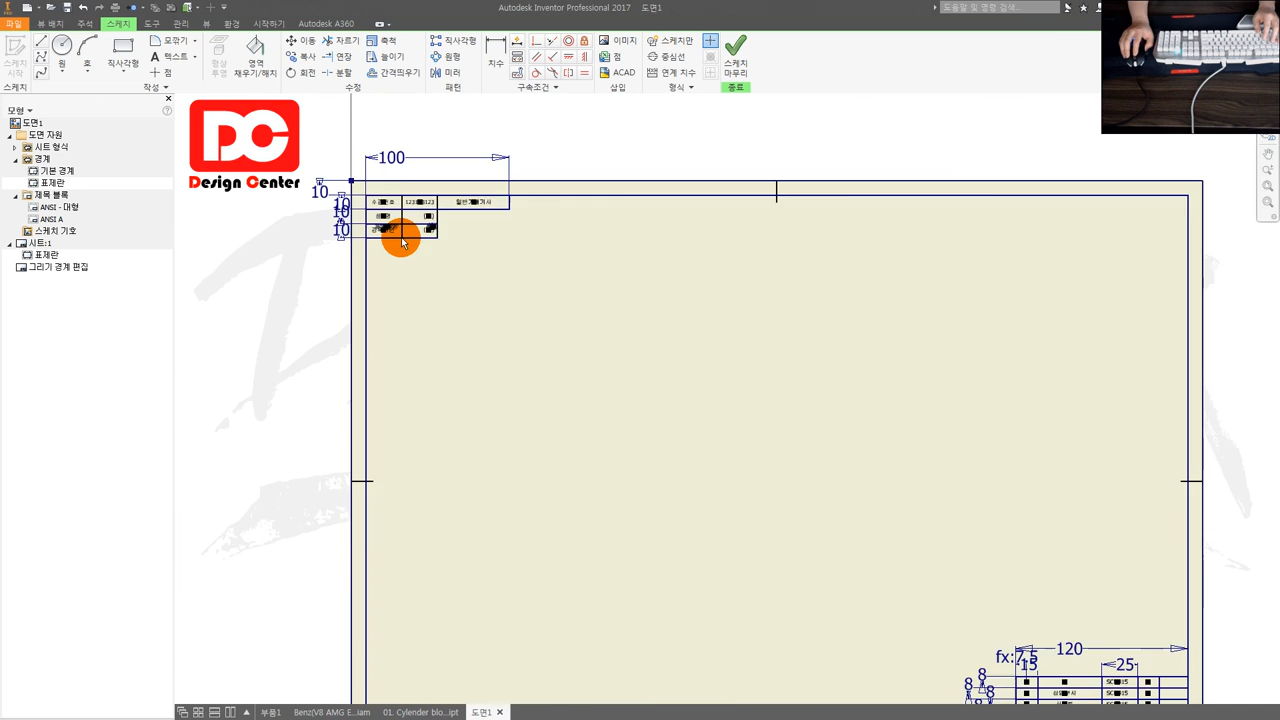 Autodesk Inventor Professional 2017 도면1
도움말 및 명령 검색...
파일 뷰 배치 주석 스케치 도구 관리 뷰 환경 시작하기 Autodesk A360
스케치 시작
원
호
직사각형
모깎기
텍스트
점
형상 투영
영역 채우기/해치
이동 자르기 축척
복사 연장 늘이기
회전 분할 간격띄우기
직사각형
원형
미러
치수
이미지
점
ACAD
스케치만
중심선
연계 치수
스케치 마무리
스케치 작성 수정 패턴 구속조건 삽입 형식 종료
모형
도면1
도면 자원
시트 형식
경계
기본 경계
표제란
제목 블록
ANSI - 대형
ANSI A
스케치 기호
시트:1
표제란
그리기 경계 편집
DC
Design Center
100
10
10
10
10
120
fx:7.5
15
25
8
8
8
부품1 Benz(V8 AMG E...iam 01. Cylender blo...ipt 도면1